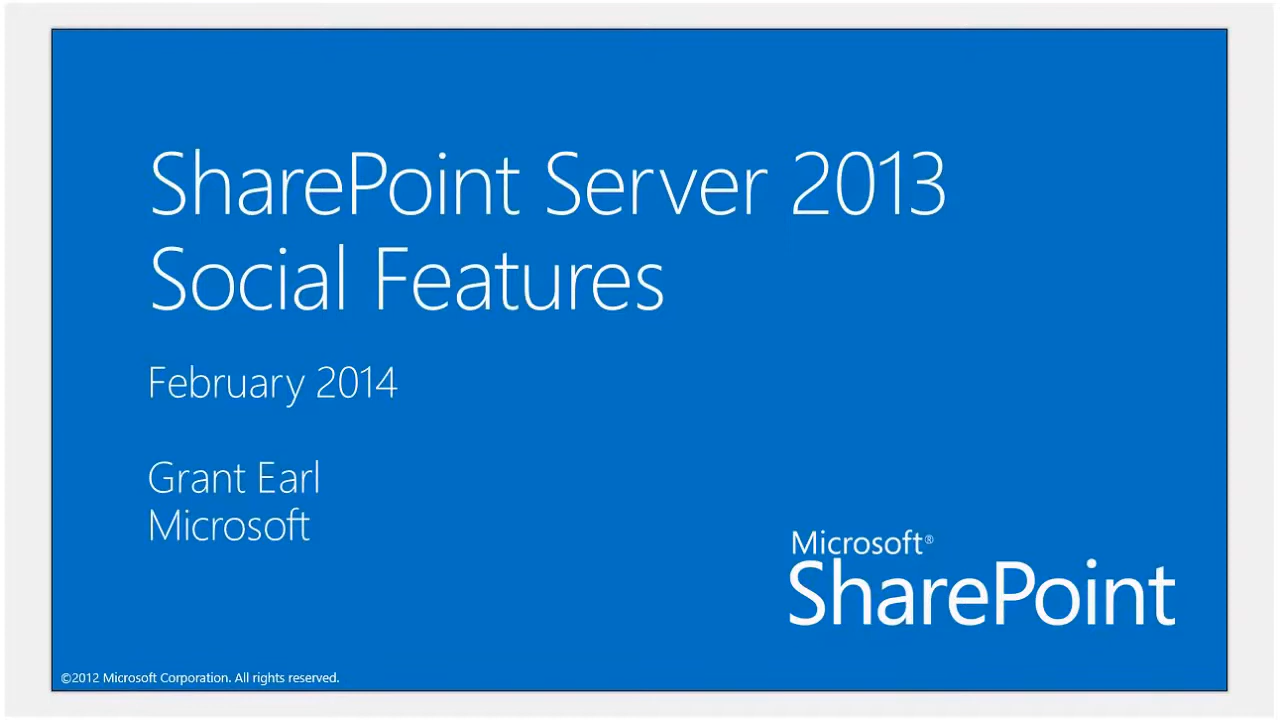 SharePoint Server 2013
Social Features
February 2014
Grant Earl
Microsoft
Microsoft®
SharePoint
©2012 Microsoft Corporation. All rights reserved.